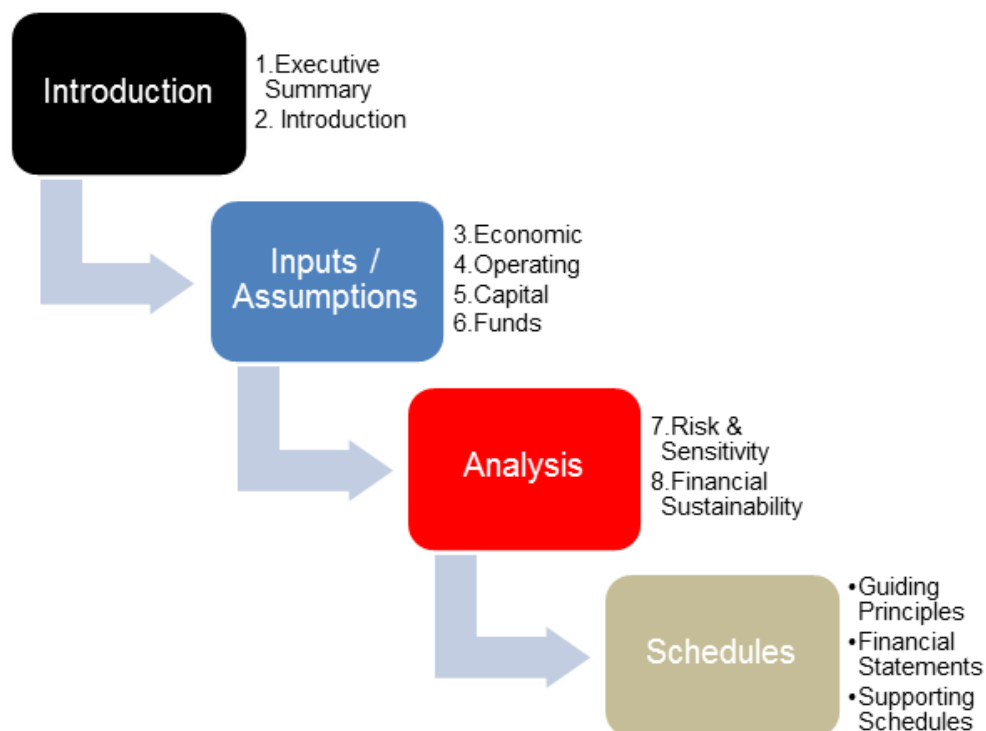 Introduction
1.Executive
Summary
2. Introduction
Inputs /
Assumptions
3.Economic
4.Operating
5.Capital
6.Funds
Analysis
7.Risk &
Sensitivity
8.Financial
Sustainability
Schedules
•Guiding
Principles
•Financial
Statements
•Supporting
Schedules